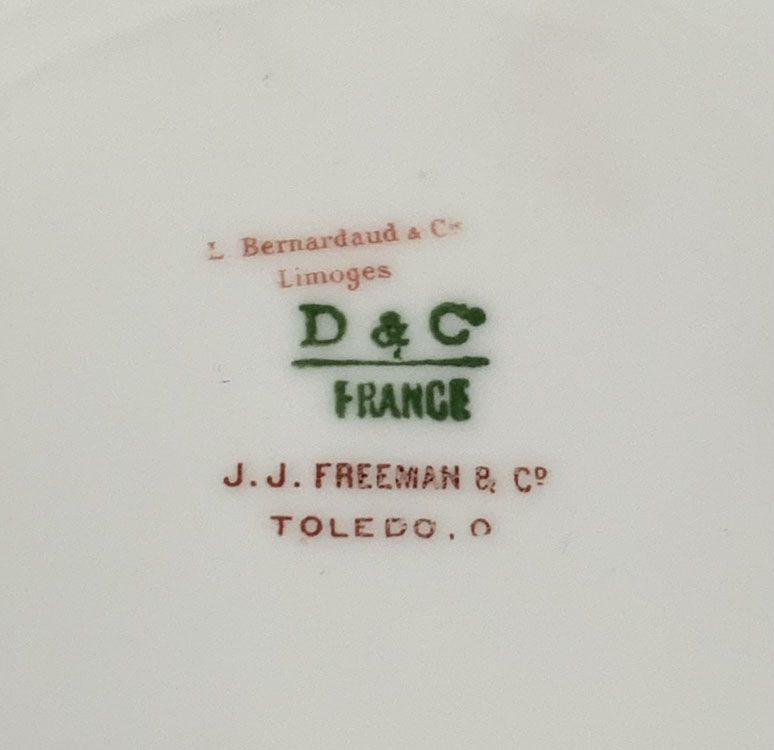 L Bernardaud & Cie
Limoges
D & Co
FRANCE
J. J. FREEMAN & Co
TOLEDO. O